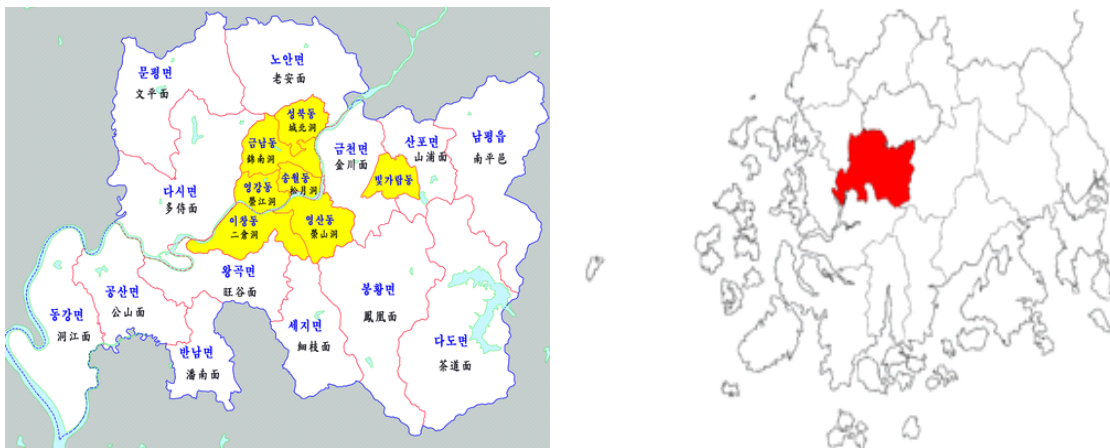 노안면
老安面
문평면
文平面
성북동
城北洞
금남동
錦南洞
금천면
金川面
산포면
山浦面
남평읍
南平邑
송월동
松月洞
빛가람동
영강동
榮江洞
다시면
多侍面
이창동
二倉洞
영산동
榮山洞
왕곡면
旺谷面
봉황면
鳳凰面
공산면
公山面
동강면
洞江面
세지면
細枝面
다도면
茶道面
반남면
潘南面